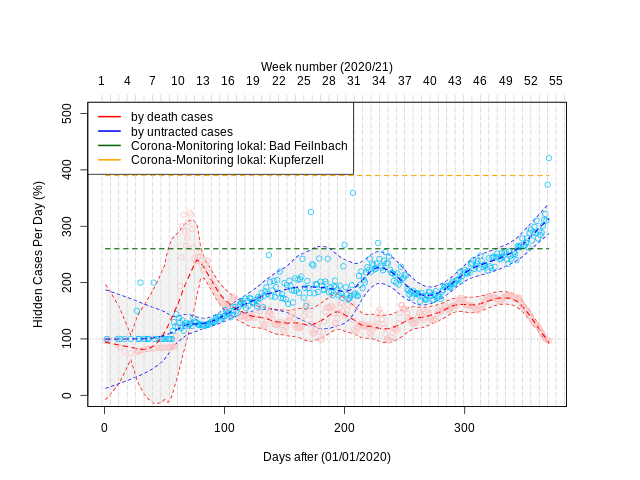 Week number (2020/21)
1 4 7 10 13 16 19 22 25 28 31 34 37 40 43 46 49 52 55
by death cases
by untracted cases
Corona-Monitoring lokal: Bad Feilnbach
Corona-Monitoring lokal: Kupferzell
Hidden Cases Per Day (%)
500
400
300
200
100
0
0 100 200 300
Days after (01/01/2020)